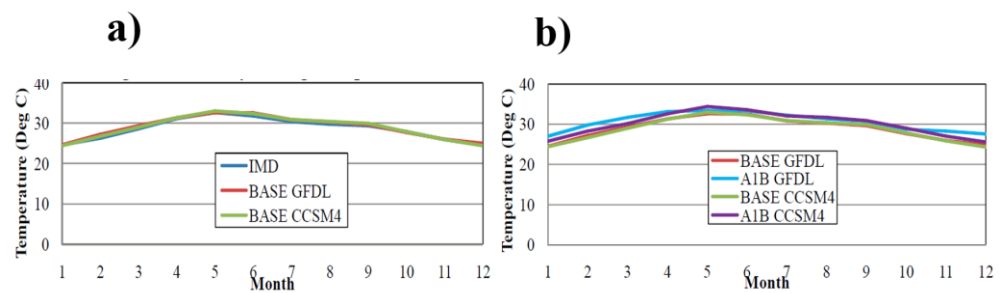 a)
40
30
20
10
0
Temperature (Deg C)
IMD
BASE GFDL
BASE CCSM4
1 2 3 4 5 6 7 8 9 10 11 12
Month
b)
40
30
20
10
0
Temperature (Deg C)
BASE GFDL
A1B GFDL
BASE CCSM4
A1B CCSM4
1 2 3 4 5 6 7 8 9 10 11 12
Month